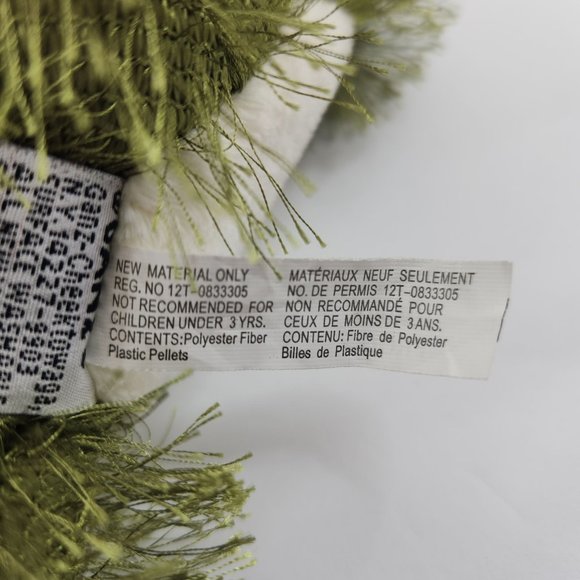 NEW MATERIAL ONLY
REG. NO 12T-0833305
NOT RECOMMENDED FOR
CHILDREN UNDER 3 YRS.
CONTENTS:Polyester Fiber
Plastic Pellets
MATÉRIAUX NEUF SEULEMENT
NO. DE PERMIS 12T-0833305
NON RECOMMANDÉ POUR
CEUX DE MOINS DE 3 ANS.
CONTENU: Fibre de Polyester
Billes de Plastique